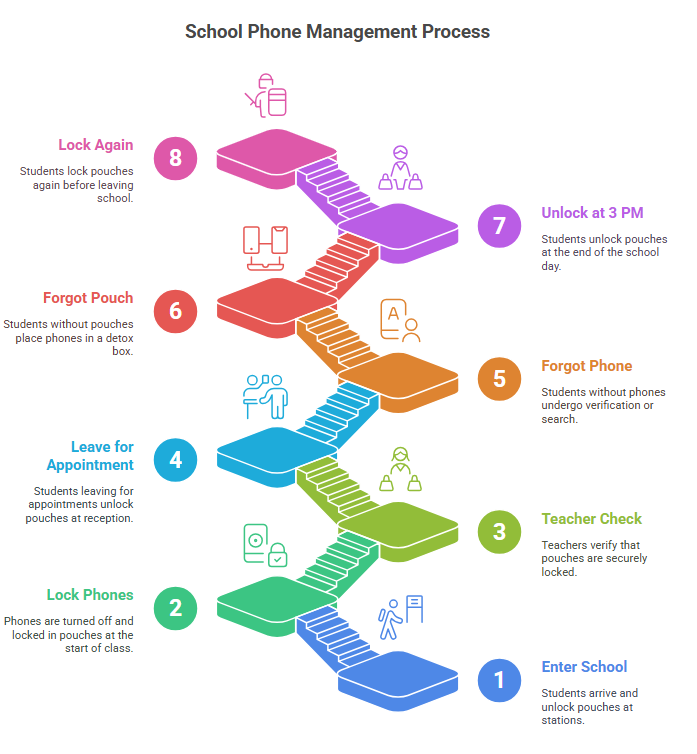 School Phone Management Process
8
Lock Again
Students lock pouches
again before leaving
school.
7
Unlock at 3 PM
Students unlock pouches
at the end of the school
day.
6
Forgot Pouch
Students without pouches
place phones in a detox
box.
A
5
Forgot Phone
Students without phones
undergo verification or
search.
4
Leave for
Appointment
Students leaving for
appointments unlock
pouches at reception.
3
Teacher Check
Teachers verify that
pouches are securely
locked.
2
Lock Phones
Phones are turned off and
locked in pouches at the
start of class.
1
Enter School
Students arrive and
unlock pouches at
stations.